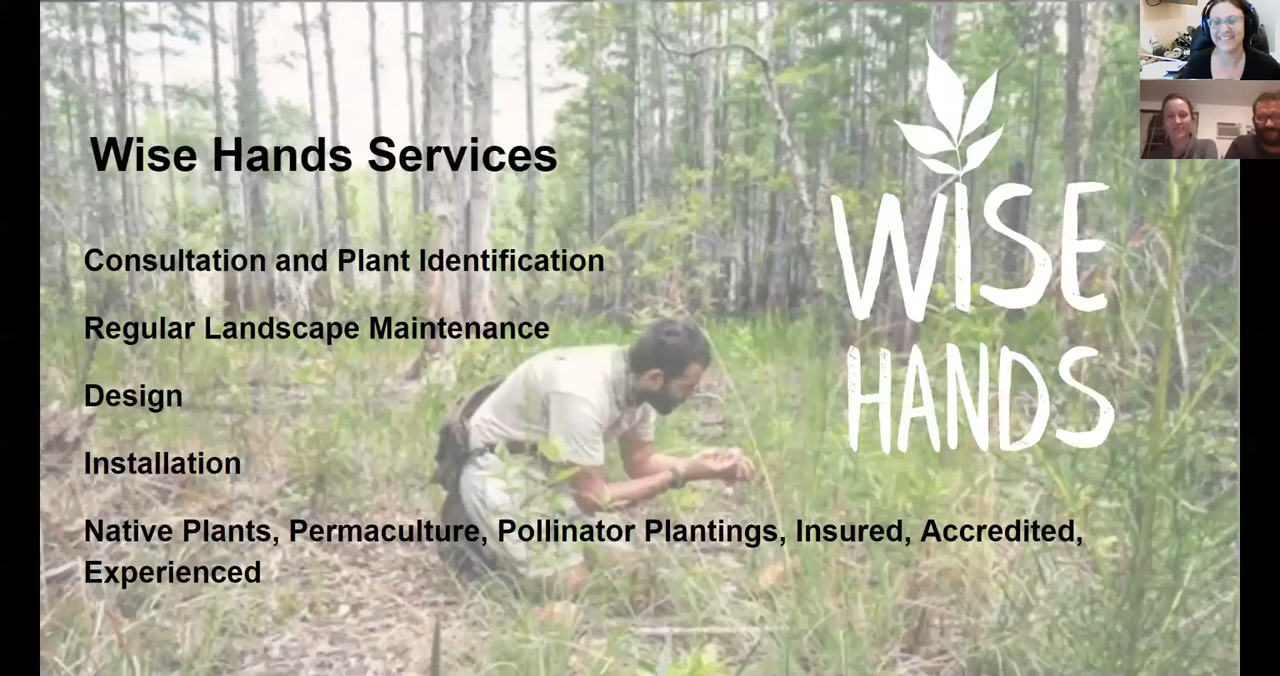 Wise Hands Services
Consultation and Plant Identification
Regular Landscape Maintenance
Design
Installation
Native Plants, Permaculture, Pollinator Plantings, Insured, Accredited,
Experienced
WISE
HANDS